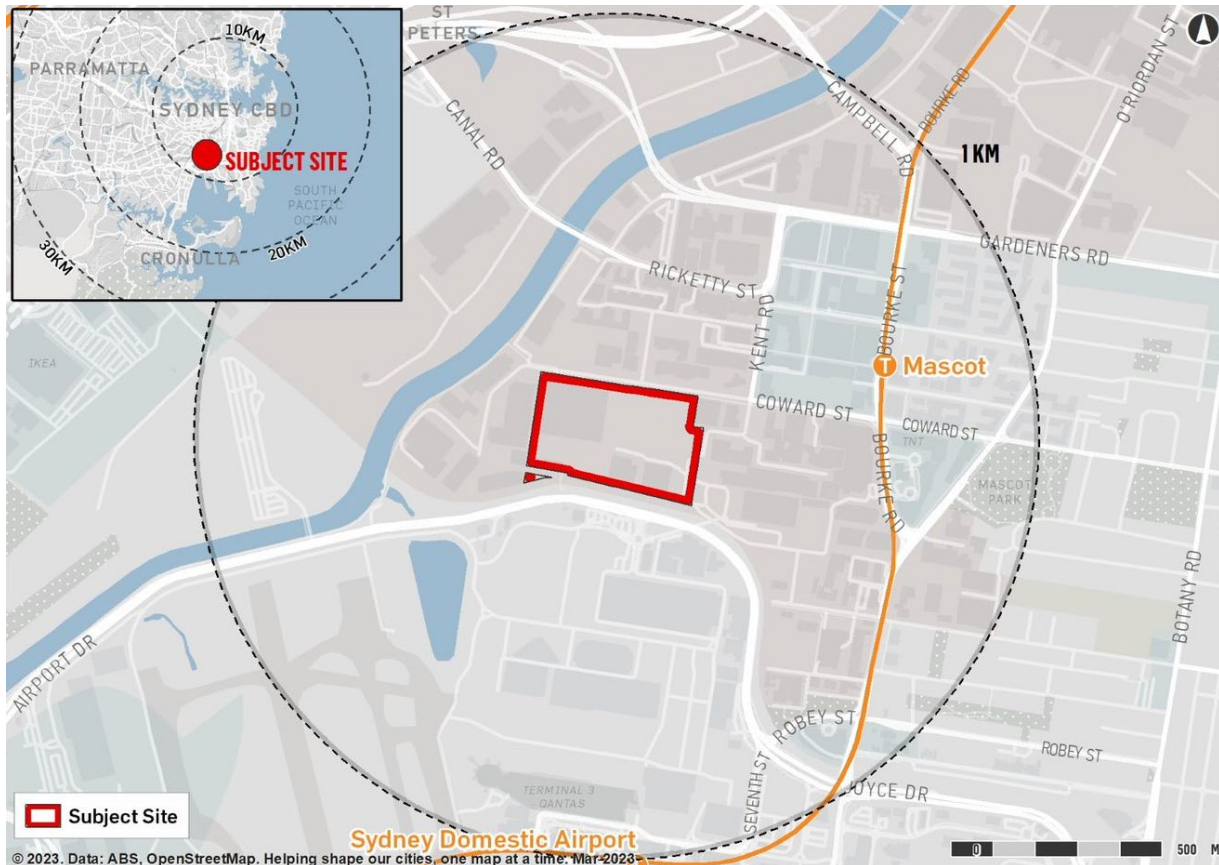 10KM
PARRAMATTA
SYDNEY CBD
SUBJECT SITE
SOUTH
PACIFIC
OCEAN
20KM
30KM
CRONULLA
ST
PETERS
CANAL RD
CAMPBELL RD
BOURKE RD
O'RIORDAN ST
1 KM
GARDENERS RD
RICKETTY ST
KENT RD
BOURKE ST
IKEA
T Mascot
COWARD ST
COWARD ST
TNT
BOURKE RD
MASCOT
PARK
BOTANY RD
AIRPORT DR
ROBEY ST
ROBEY ST
SEVENTH ST
JOYCE DR
TERMINAL 3
- QANTAS
Subject Site
Sydney Domestic Airport
0 500 M
© 2023. Data: ABS, OpenStreetMap. Helping shape our cities, one map at a time. Mar-2023